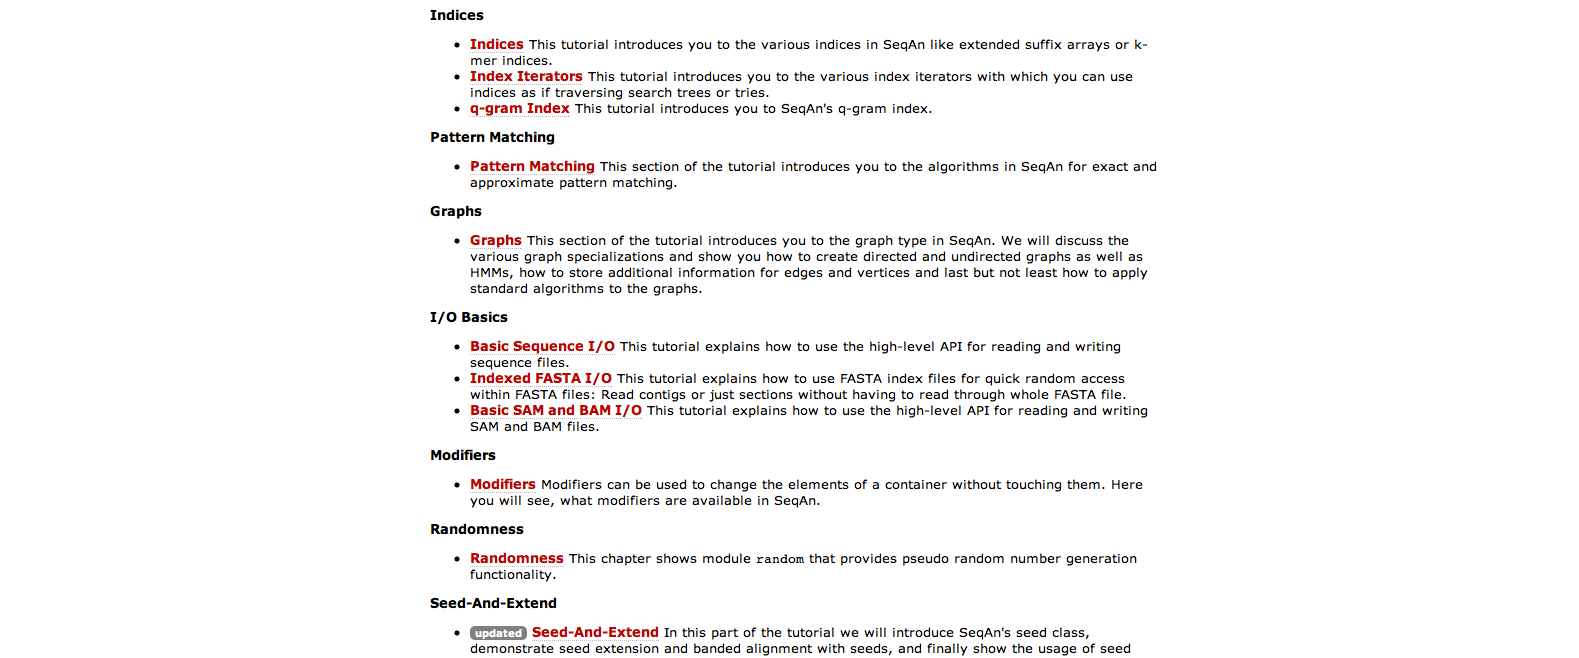 Indices
• Indices This tutorial introduces you to the various indices in SeqAn like extended suffix arrays or k-
mer indices.
• Index Iterators This tutorial introduces you to the various index iterators with which you can use
indices as if traversing search trees or tries.
• q-gram Index This tutorial introduces you to SeqAn's q-gram index.
Pattern Matching
• Pattern Matching This section of the tutorial introduces you to the algorithms in SeqAn for exact and
approximate pattern matching.
Graphs
• Graphs This section of the tutorial introduces you to the graph type in SeqAn. We will discuss the
various graph specializations and show you how to create directed and undirected graphs as well as
HMMs, how to store additional information for edges and vertices and last but not least how to apply
standard algorithms to the graphs.
I/O Basics
• Basic Sequence I/O This tutorial explains how to use the high-level API for reading and writing
sequence files.
• Indexed FASTA I/O This tutorial explains how to use FASTA index files for quick random access
within FASTA files: Read contigs or just sections without having to read through whole FASTA file.
• Basic SAM and BAM I/O This tutorial explains how to use the high-level API for reading and writing
SAM and BAM files.
Modifiers
• Modifiers Modifiers can be used to change the elements of a container without touching them. Here
you will see, what modifiers are available in SeqAn.
Randomness
• Randomness This chapter shows module random that provides pseudo random number generation
functionality.
Seed-And-Extend
• updated Seed-And-Extend In this part of the tutorial we will introduce SeqAn's seed class,
demonstrate seed extension and banded alignment with seeds, and finally show the usage of seed